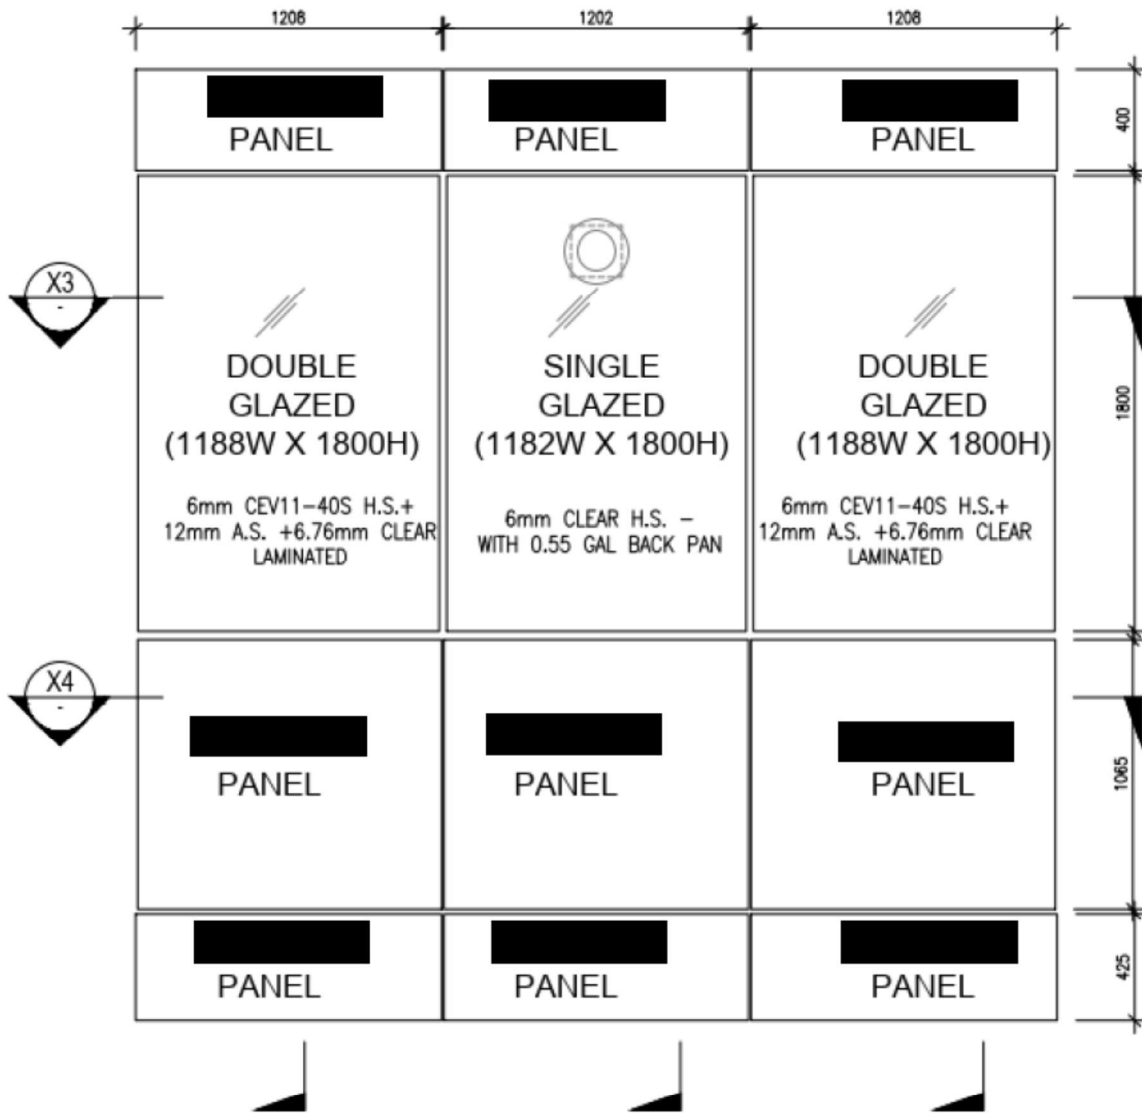 1208
1202
1208
PANEL
PANEL
PANEL
400
X3
-
DOUBLE
GLAZED
(1188W X 1800H)
6mm CEV11-40S H.S.+
12mm A.S. +6.76mm CLEAR
LAMINATED
SINGLE
GLAZED
(1182W X 1800H)
6mm CLEAR H.S. -
WITH 0.55 GAL BACK PAN
DOUBLE
GLAZED
(1188W X 1800H)
6mm CEV11-40S H.S.+
12mm A.S. +6.76mm CLEAR
LAMINATED
1800
X4
-
PANEL
PANEL
PANEL
1065
PANEL
PANEL
PANEL
425